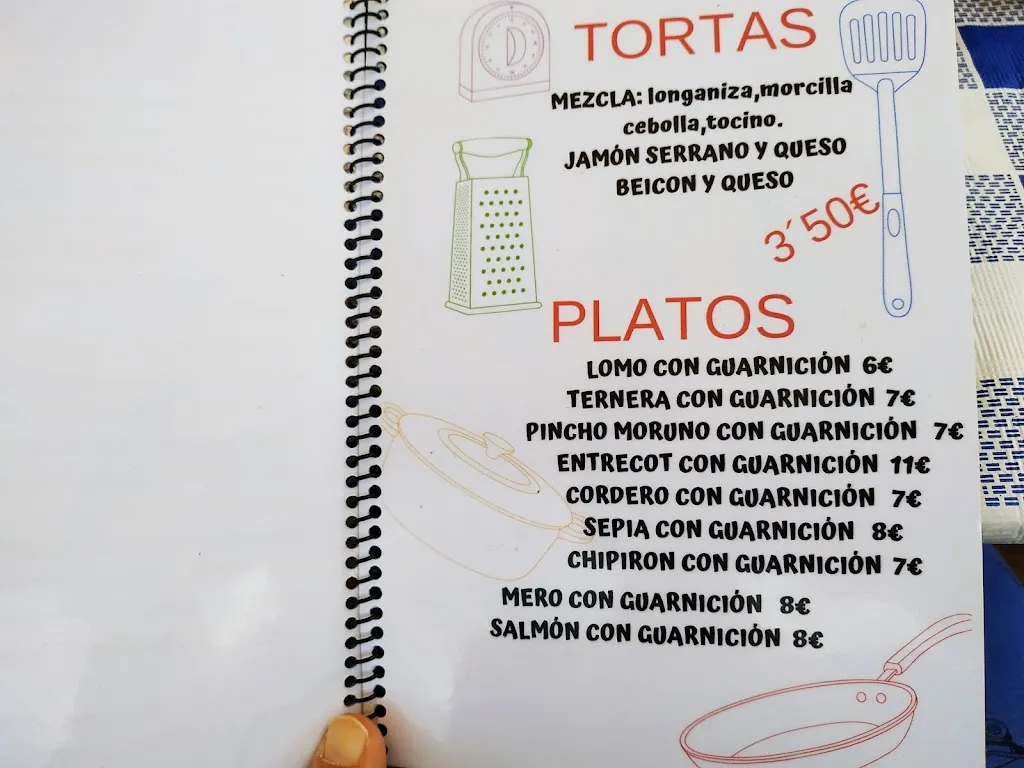 TORTAS
MEZCLA: longaniza,morcilla
cebolla,tocino.
JAMÓN SERRANO Y QUESO
BEICON Y QUESO
3´50€
PLATOS
LOMO CON GUARNICIÓN 6€
TERNERA CON GUARNICIÓN 7€
PINCHO MORUNO CON GUARNICIÓN 7€
ENTRECOT CON GUARNICIÓN 11€
CORDERO CON GUARNICIÓN 7€
SEPIA CON GUARNICIÓN 8€
CHIPIRON CON GUARNICIÓN 7€
MERO CON GUARNICIÓN 8€
SALMÓN CON GUARNICIÓN 8€